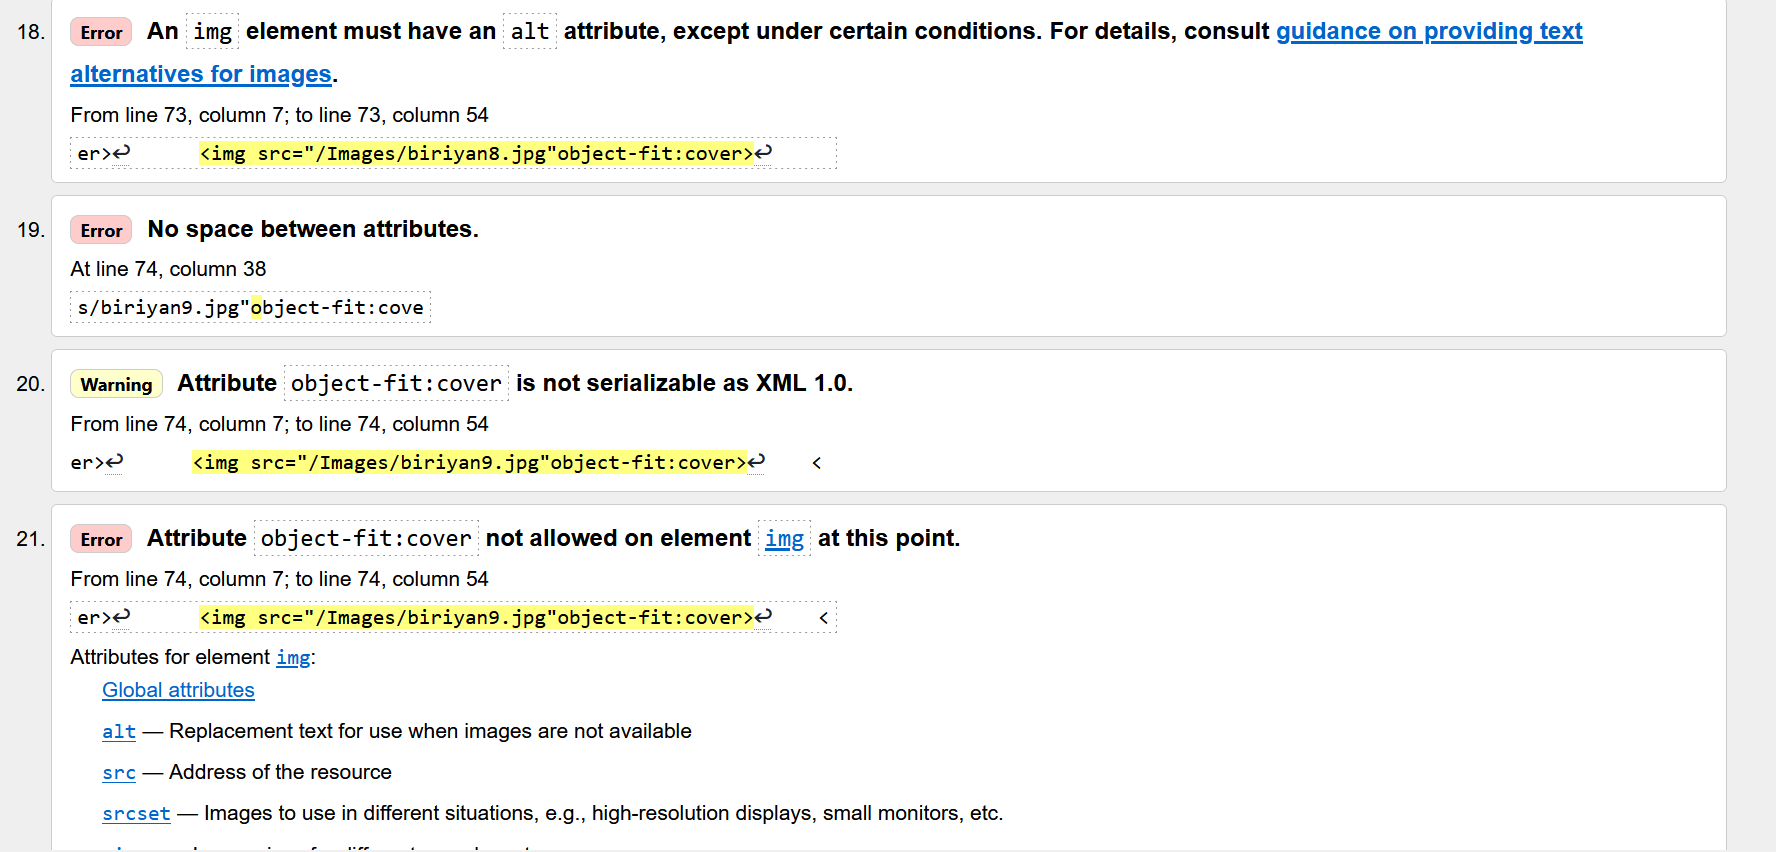 18. Error An img element must have an alt attribute, except under certain conditions. For details, consult guidance on providing text
alternatives for images.
From line 73, column 7; to line 73, column 54
er>↩ <img src="/Images/biriyan8.jpg"object-fit:cover>↩
19. Error No space between attributes.
At line 74, column 38
s/biriyan9.jpg"object-fit:cove
20. Warning Attribute object-fit:cover is not serializable as XML 1.0.
From line 74, column 7; to line 74, column 54
er>↩ <img src="/Images/biriyan9.jpg"object-fit:cover>↩ <
21. Error Attribute object-fit:cover not allowed on element img at this point.
From line 74, column 7; to line 74, column 54
er>↩ <img src="/Images/biriyan9.jpg"object-fit:cover>↩ <
Attributes for element img:
Global attributes
alt — Replacement text for use when images are not available
src — Address of the resource
srcset — Images to use in different situations, e.g., high-resolution displays, small monitors, etc.